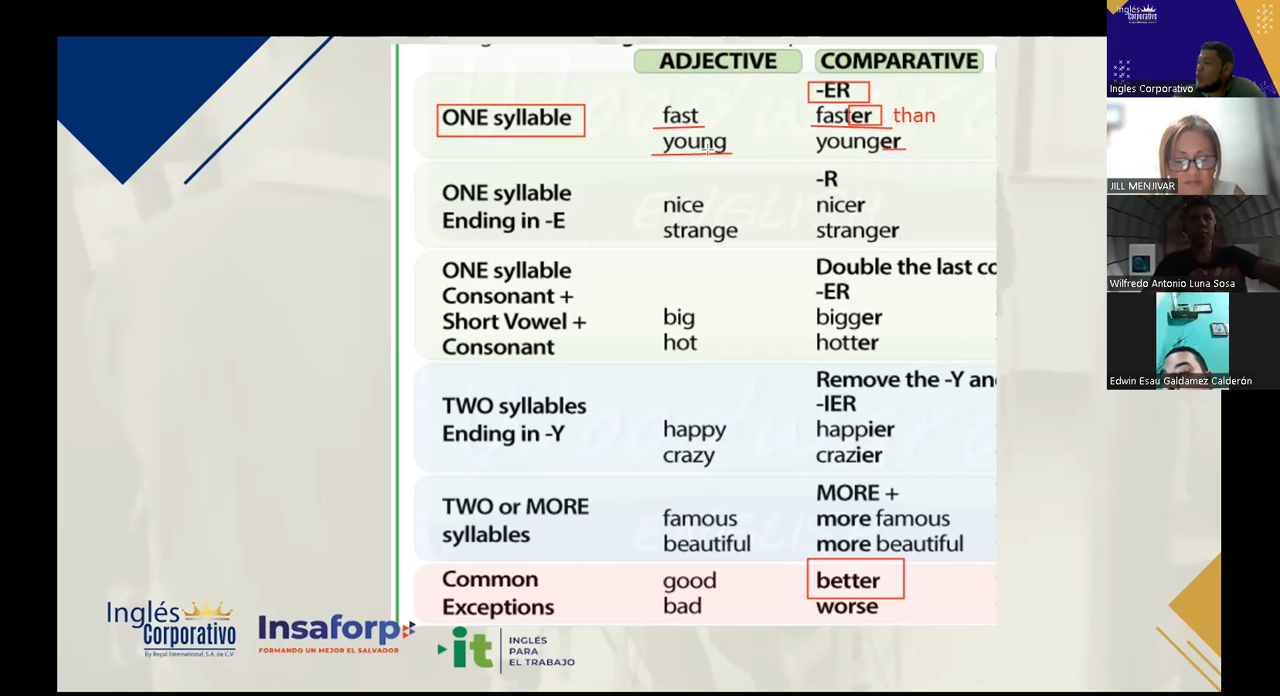 ADJECTIVE COMPARATIVE
-ER
ONE syllable fast faster than
young younger
-R
ONE syllable nice nicer
Ending in -E strange stranger
ONE syllable Double the last co
Consonant + -ER
Short Vowel + big bigger
Consonant hot hotter
Remove the -Y an
TWO syllables -IER
Ending in -Y happy happier
crazy crazier
MORE +
TWO or MORE famous more famous
syllables beautiful more beautiful
Common good better
Exceptions bad worse
Inglés
Corporativo
By Regal International, S.A. de C.V.
Insaforp
FORMANDO UN MEJOR EL SALVADOR
it
INGLÉS
PARA
EL TRABAJO
Inglés
Corporativo
Ingles Corporativo
JILL MENJIVAR
Wilfredo Antonio Luna Sosa
Edwin Esau Galdamez Calderón